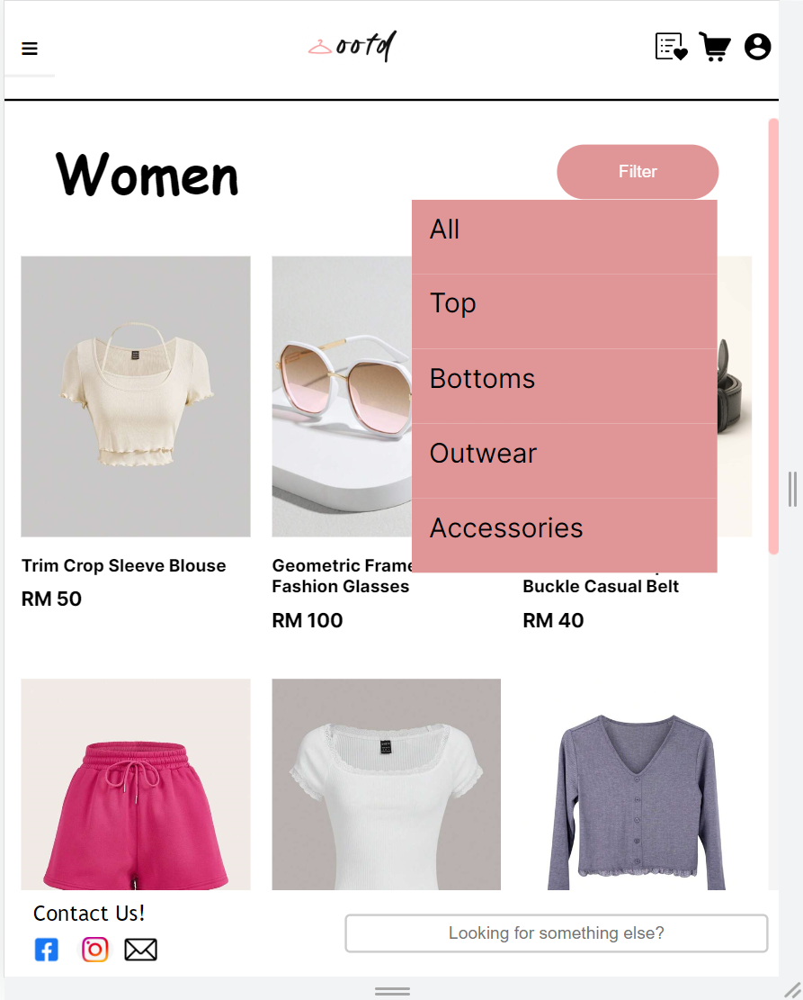 ootd
Women
Filter
All
Top
Bottoms
Outwear
Accessories
Trim Crop Sleeve Blouse
RM 50
Geometric Frame
Fashion Glasses
RM 100
Buckle Casual Belt
RM 40
Contact Us!
Looking for something else?